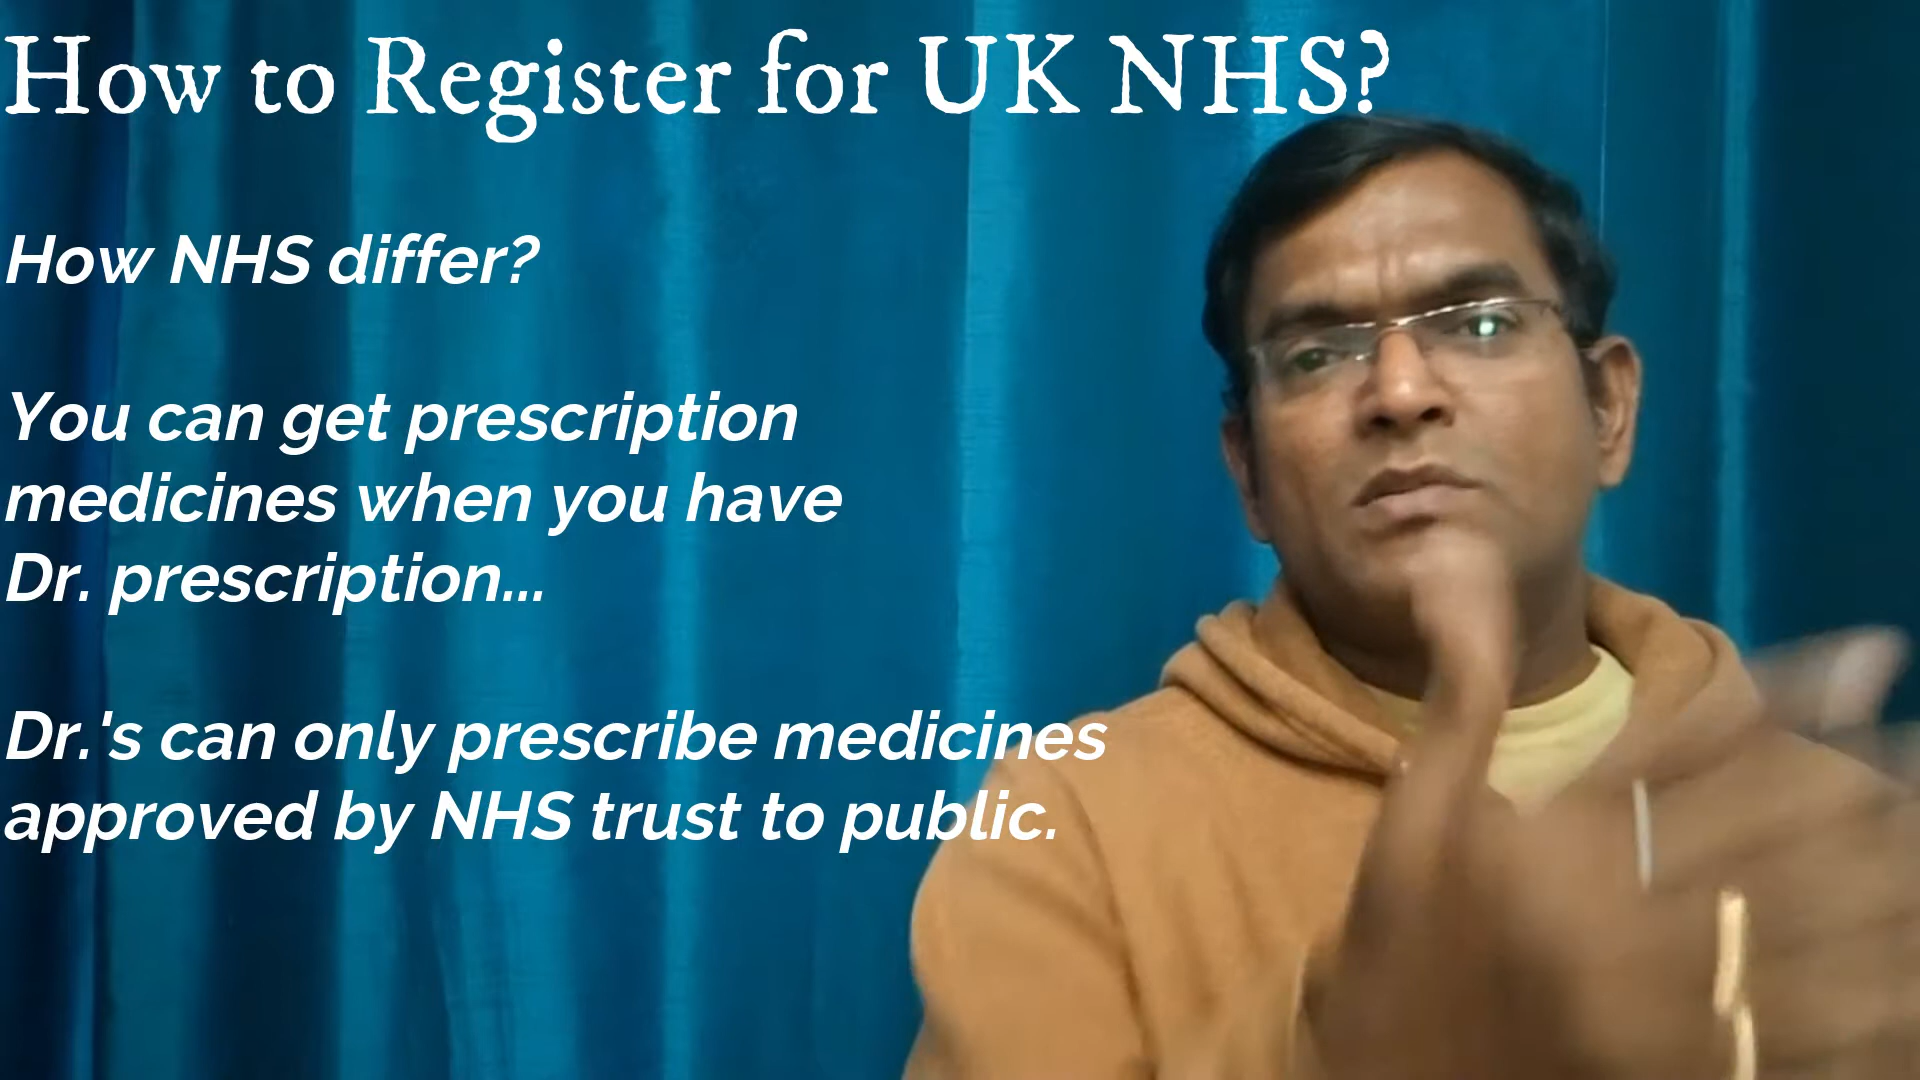 How to Register for UK NHS?
How NHS differ?
You can get prescription
medicines when you have
Dr. prescription...
Dr.'s can only prescribe medicines
approved by NHS trust to public.